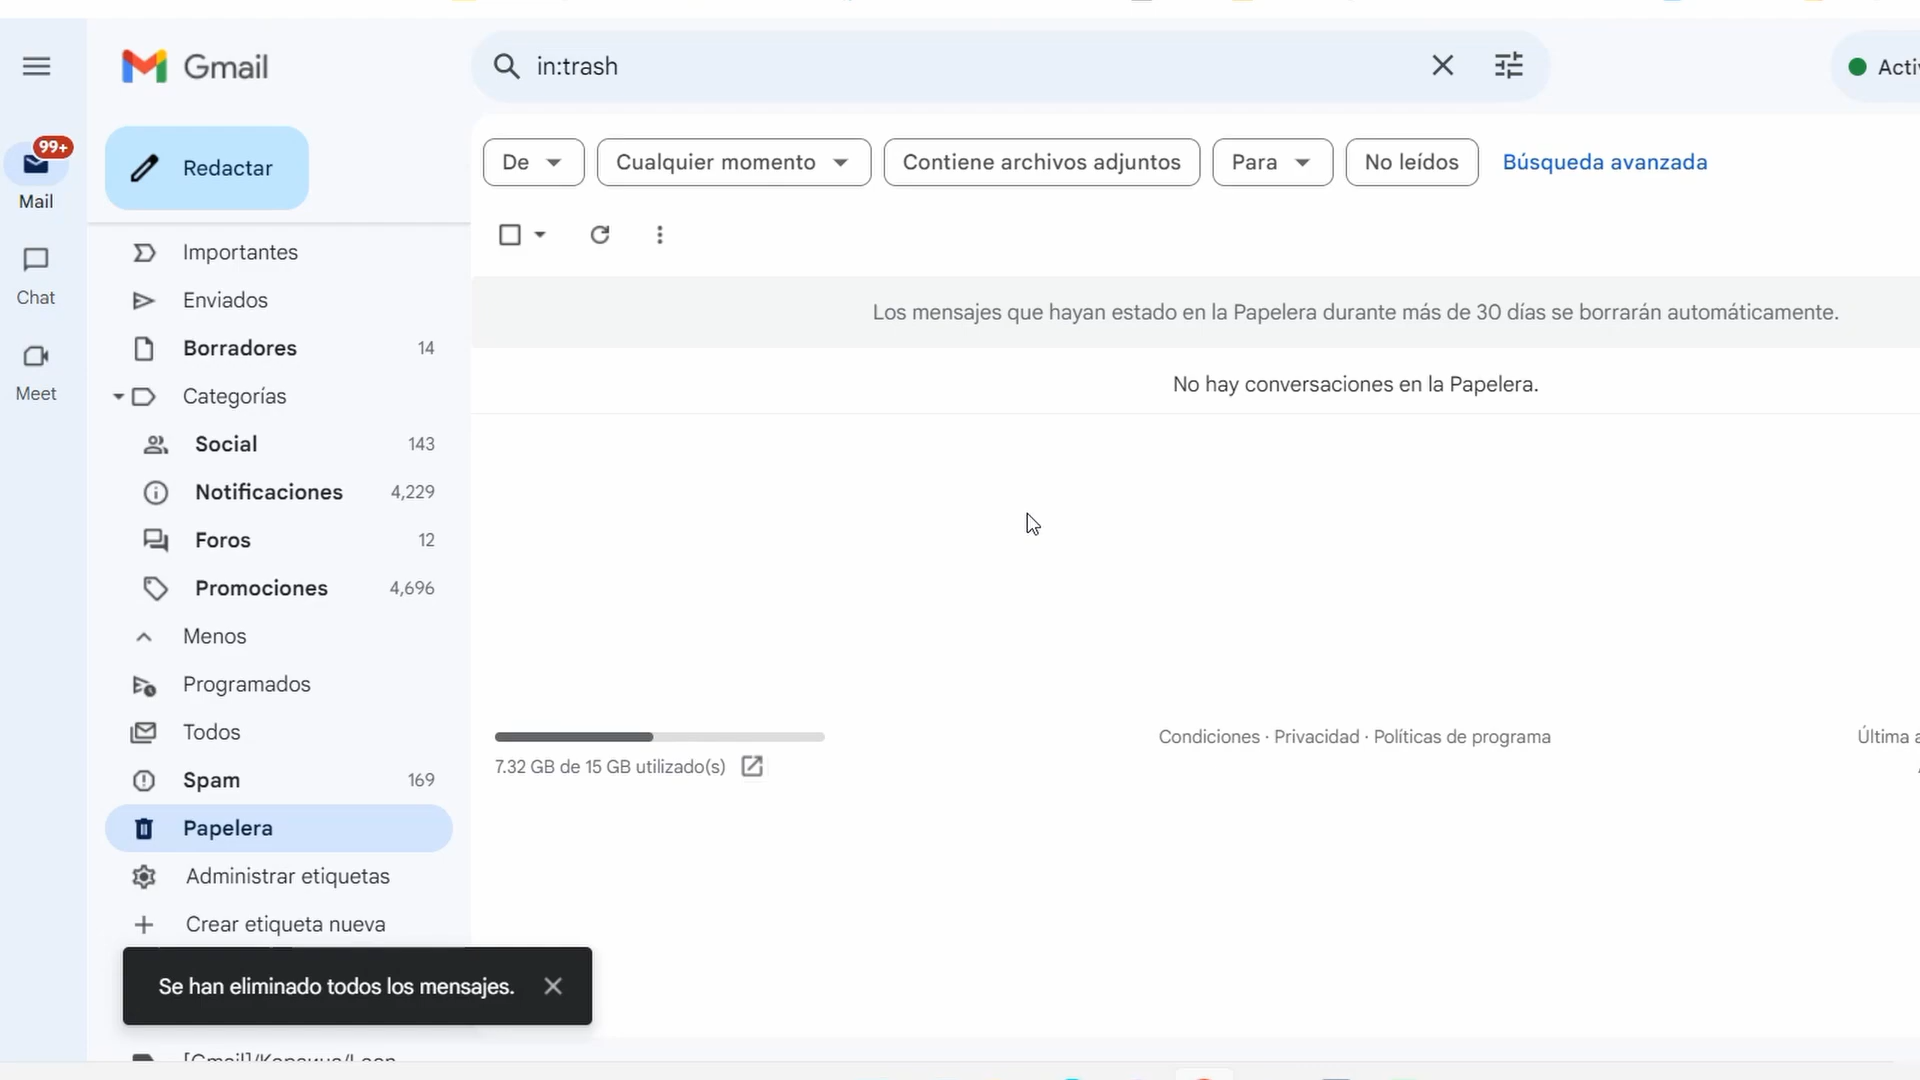 Gmail
in:trash
Acti
99+
Mail
Chat
Meet
Redactar
De
Cualquier momento
Contiene archivos adjuntos
Para
No leídos
Búsqueda avanzada
Importantes
Enviados
Borradores 14
Categorías
Social 143
Notificaciones 4,229
Foros 12
Promociones 4,696
Menos
Programados
Todos
Spam 169
Papelera
Administrar etiquetas
Crear etiqueta nueva
Los mensajes que hayan estado en la Papelera durante más de 30 días se borrarán automáticamente.
No hay conversaciones en la Papelera.
7.32 GB de 15 GB utilizado(s)
Condiciones · Privacidad · Políticas de programa
Última a
Se han eliminado todos los mensajes.